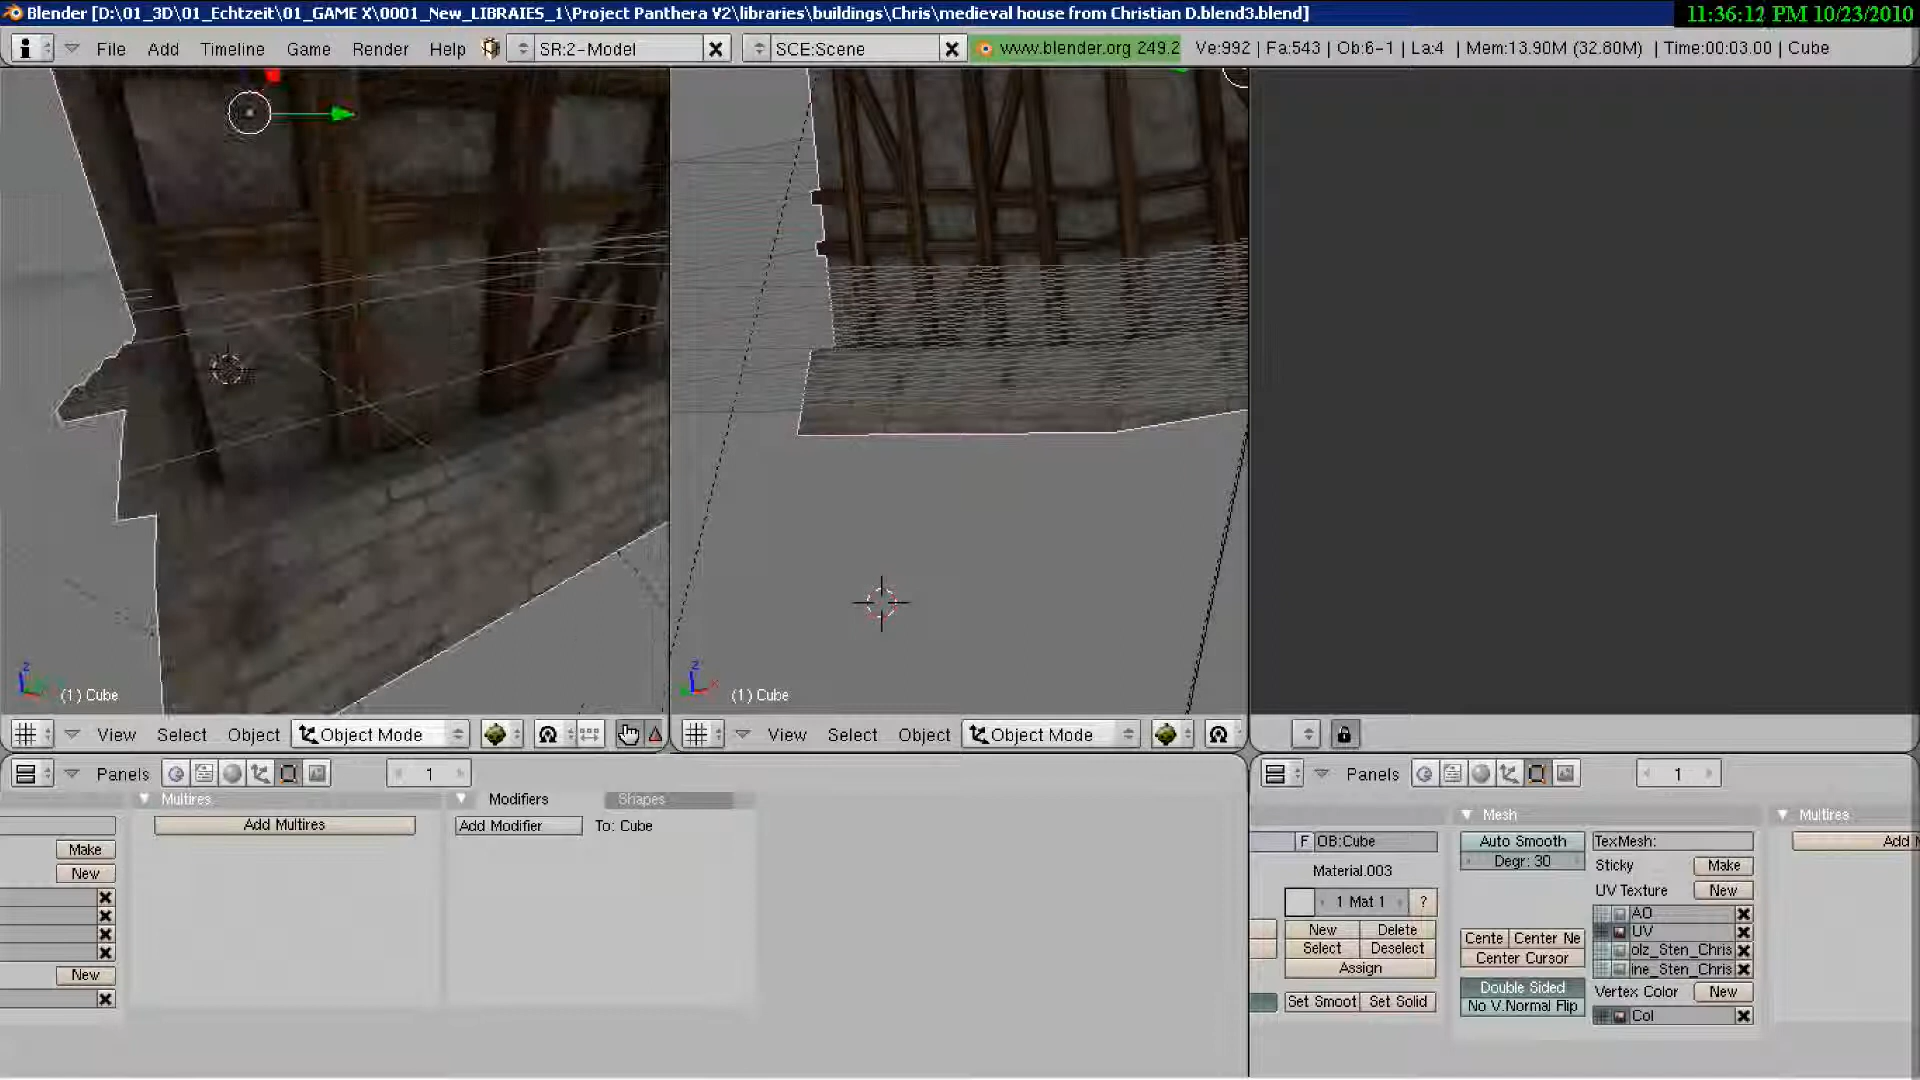 Blender [D:\01_3D\01_Echtzeit\01_GAME X\0001_New_LIBRAIES_1\Project Panthera V2\libraries\buildings\Chris\medieval house from Christian D.blend3.blend]
11:36:12 PM 10/23/2010
File Add Timeline Game Render Help SR:2-Model SCE:Scene www.blender.org 249.2 Ve:992 | Fa:543 | Ob:6-1 | La:4 | Mem:13.90M (32.80M) | Time:00:03.00 | Cube
(1) Cube
(1) Cube
View Select Object Object Mode
View Select Object Object Mode
Panels 1
Panels 1
Multires
Modifiers
Shapes
Add Multires
Add Modifier
To: Cube
Make
New
New
Mesh
Multires
F OB:Cube
Auto Smooth
TexMesh:
Add
Degr: 30
Sticky
Make
Material.003
UV Texture
New
1 Mat 1
?
AO
New
Delete
UV
Select
Deselect
Cente
Center Ne
olz_Sten_Chris
Assign
Center Cursor
ine_Sten_Chris
Double Sided
Vertex Color
New
Set Smoot
Set Solid
No V.Normal Flip
Col